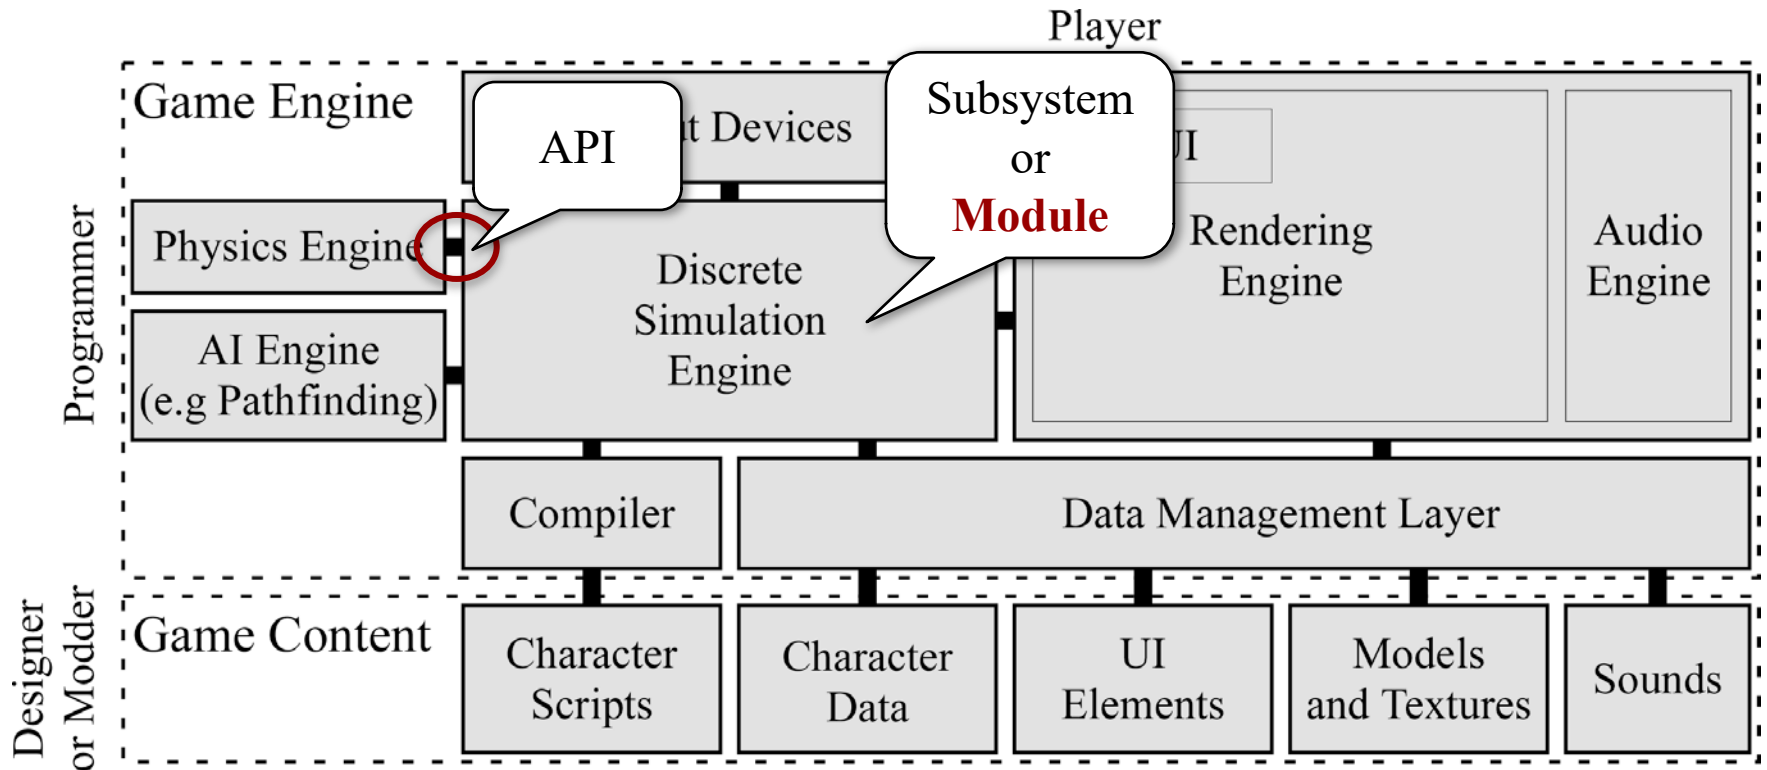 Player
Game Engine
API
t Devices
Subsystem
or
Module
UI
Physics Engine
Discrete
Simulation
Engine
Rendering
Engine
Audio
Engine
AI Engine
(e.g Pathfinding)
Programmer
Compiler
Data Management Layer
Designer
or Modder
Game Content
Character
Scripts
Character
Data
UI
Elements
Models
and Textures
Sounds